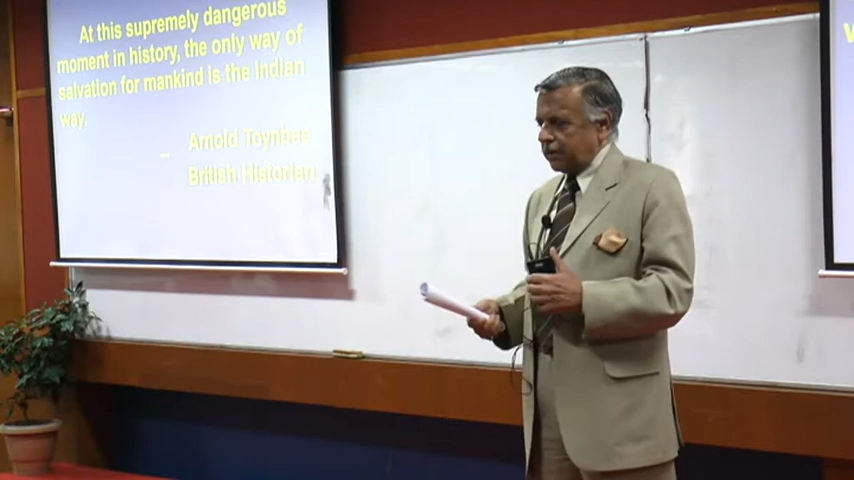 At this supremely dangerous
moment in history, the only way of
salvation for mankind is the Indian
way.
– Arnold Toynbee
British Historian